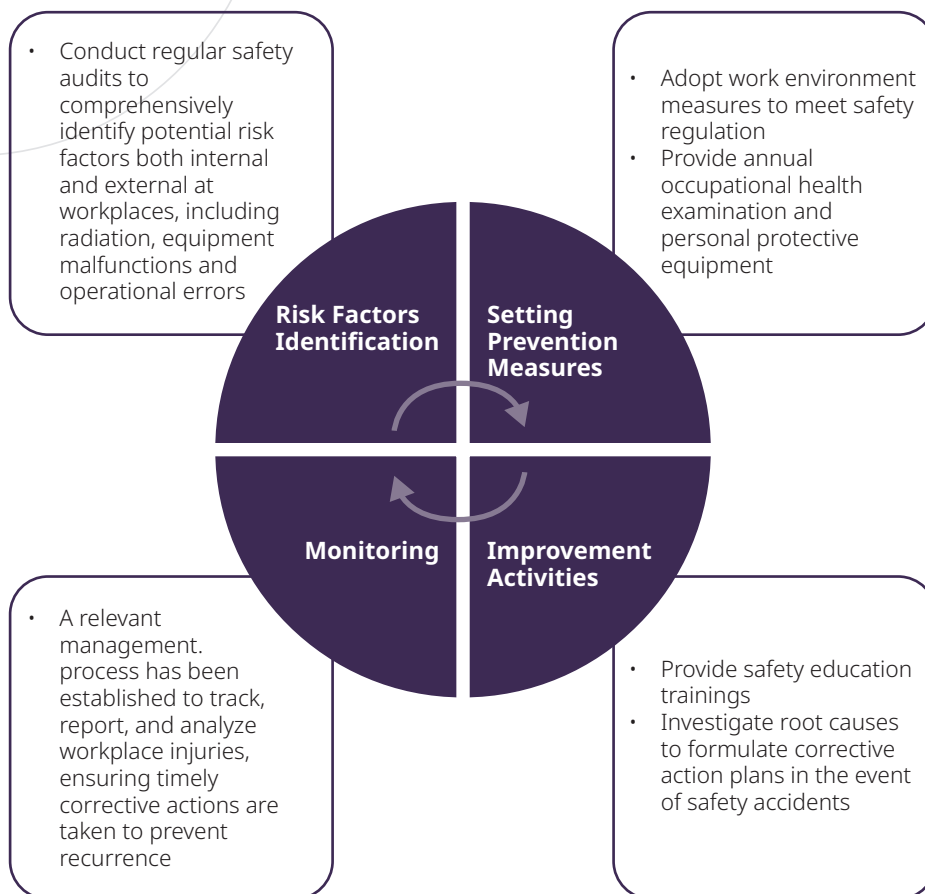 • Conduct regular safety
audits to
comprehensively
identify potential risk
factors both internal
and external at
workplaces, including
radiation, equipment
malfunctions and
operational errors
• Adopt work environment
measures to meet safety
regulation
• Provide annual
occupational health
examination and
personal protective
equipment
Risk Factors
Identification
Setting
Prevention
Measures
Monitoring
Improvement
Activities
• A relevant
management.
process has been
established to track,
report, and analyze
workplace injuries,
ensuring timely
corrective actions are
taken to prevent
recurrence
• Provide safety education
trainings
• Investigate root causes
to formulate corrective
action plans in the event
of safety accidents